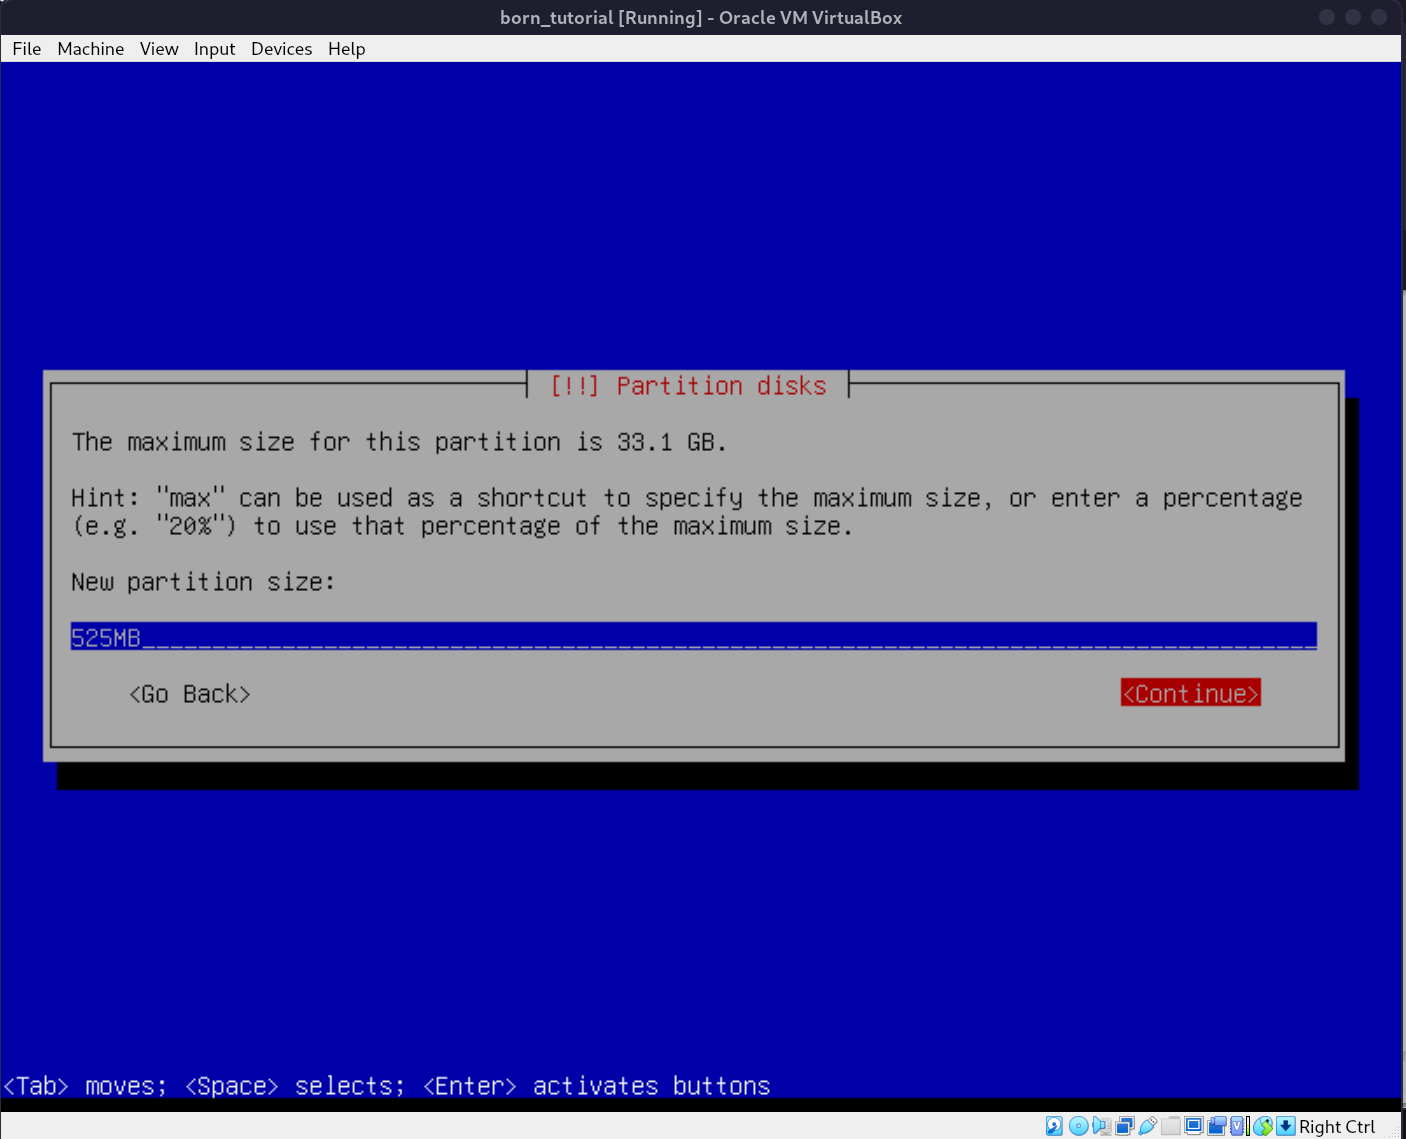 born_tutorial [Running] - Oracle VM VirtualBox
File Machine View Input Devices Help
[!!] Partition disks
The maximum size for this partition is 33.1 GB.
Hint: "max" can be used as a shortcut to specify the maximum size, or enter a percentage
(e.g. "20%") to use that percentage of the maximum size.
New partition size:
525MB
<Go Back> <Continue>
<Tab> moves; <Space> selects; <Enter> activates buttons
Right Ctrl